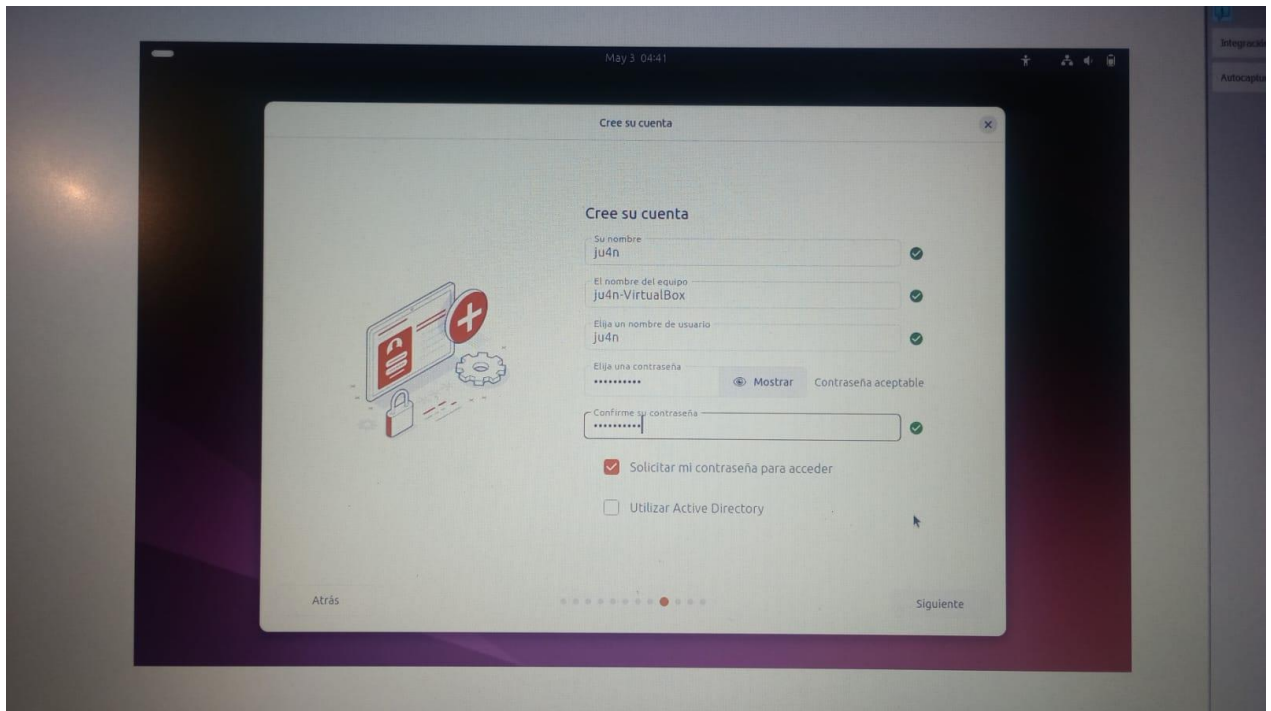 May 3 04:41
Cree su cuenta
Cree su cuenta
Su nombre
ju4n
El nombre del equipo
ju4n-VirtualBox
Elija un nombre de usuario
ju4n
Elija una contraseña
•••••••••• Mostrar Contraseña aceptable
Confirme su contraseña
••••••••••
Solicitar mi contraseña para acceder
Utilizar Active Directory
Atrás
Siguiente